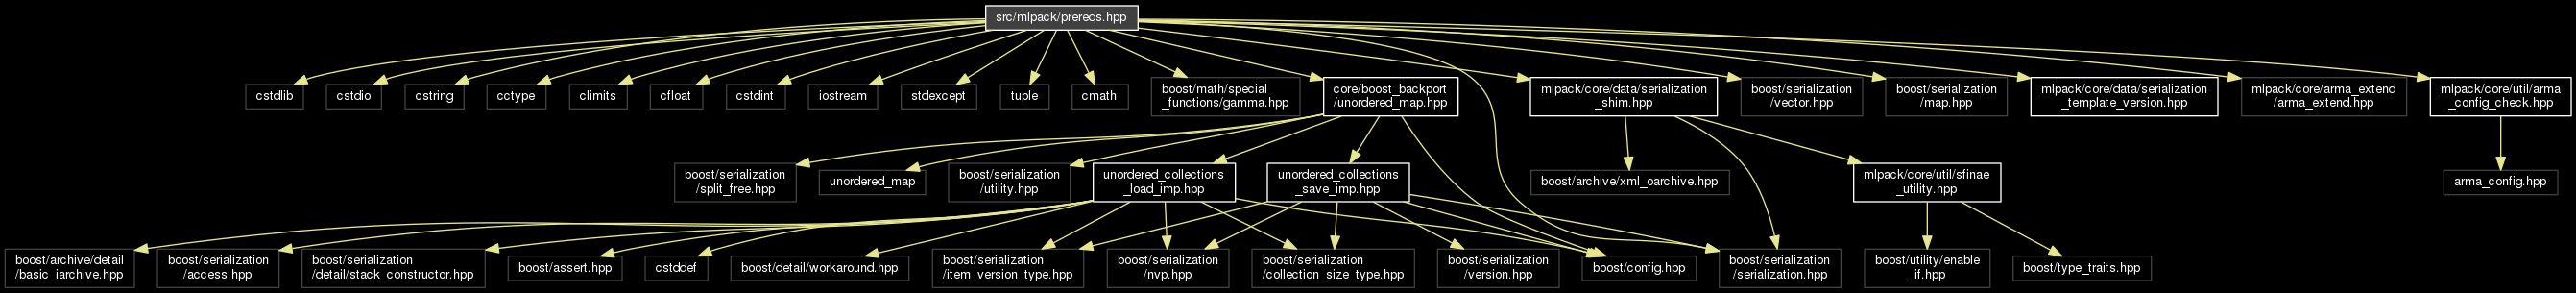 src/mlpack/prereqs.hpp
cstdlib
cstdio
cstring
cctype
climits
cfloat
cstdint
iostream
stdexcept
tuple
cmath
boost/math/special
_functions/gamma.hpp
core/boost_backport
/unordered_map.hpp
mlpack/core/data/serialization
_shim.hpp
boost/serialization
/vector.hpp
boost/serialization
/map.hpp
mlpack/core/data/serialization
_template_version.hpp
mlpack/core/arma_extend
/arma_extend.hpp
mlpack/core/util/arma
_config_check.hpp
boost/serialization
/split_free.hpp
unordered_map
boost/serialization
/utility.hpp
unordered_collections
_load_imp.hpp
unordered_collections
_save_imp.hpp
boost/archive/xml_oarchive.hpp
mlpack/core/util/sfinae
_utility.hpp
arma_config.hpp
boost/archive/detail
/basic_iarchive.hpp
boost/serialization
/access.hpp
boost/serialization
/detail/stack_constructor.hpp
boost/assert.hpp
cstddef
boost/detail/workaround.hpp
boost/serialization
/item_version_type.hpp
boost/serialization
/nvp.hpp
boost/serialization
/collection_size_type.hpp
boost/serialization
/version.hpp
boost/config.hpp
boost/serialization
/serialization.hpp
boost/utility/enable
_if.hpp
boost/type_traits.hpp